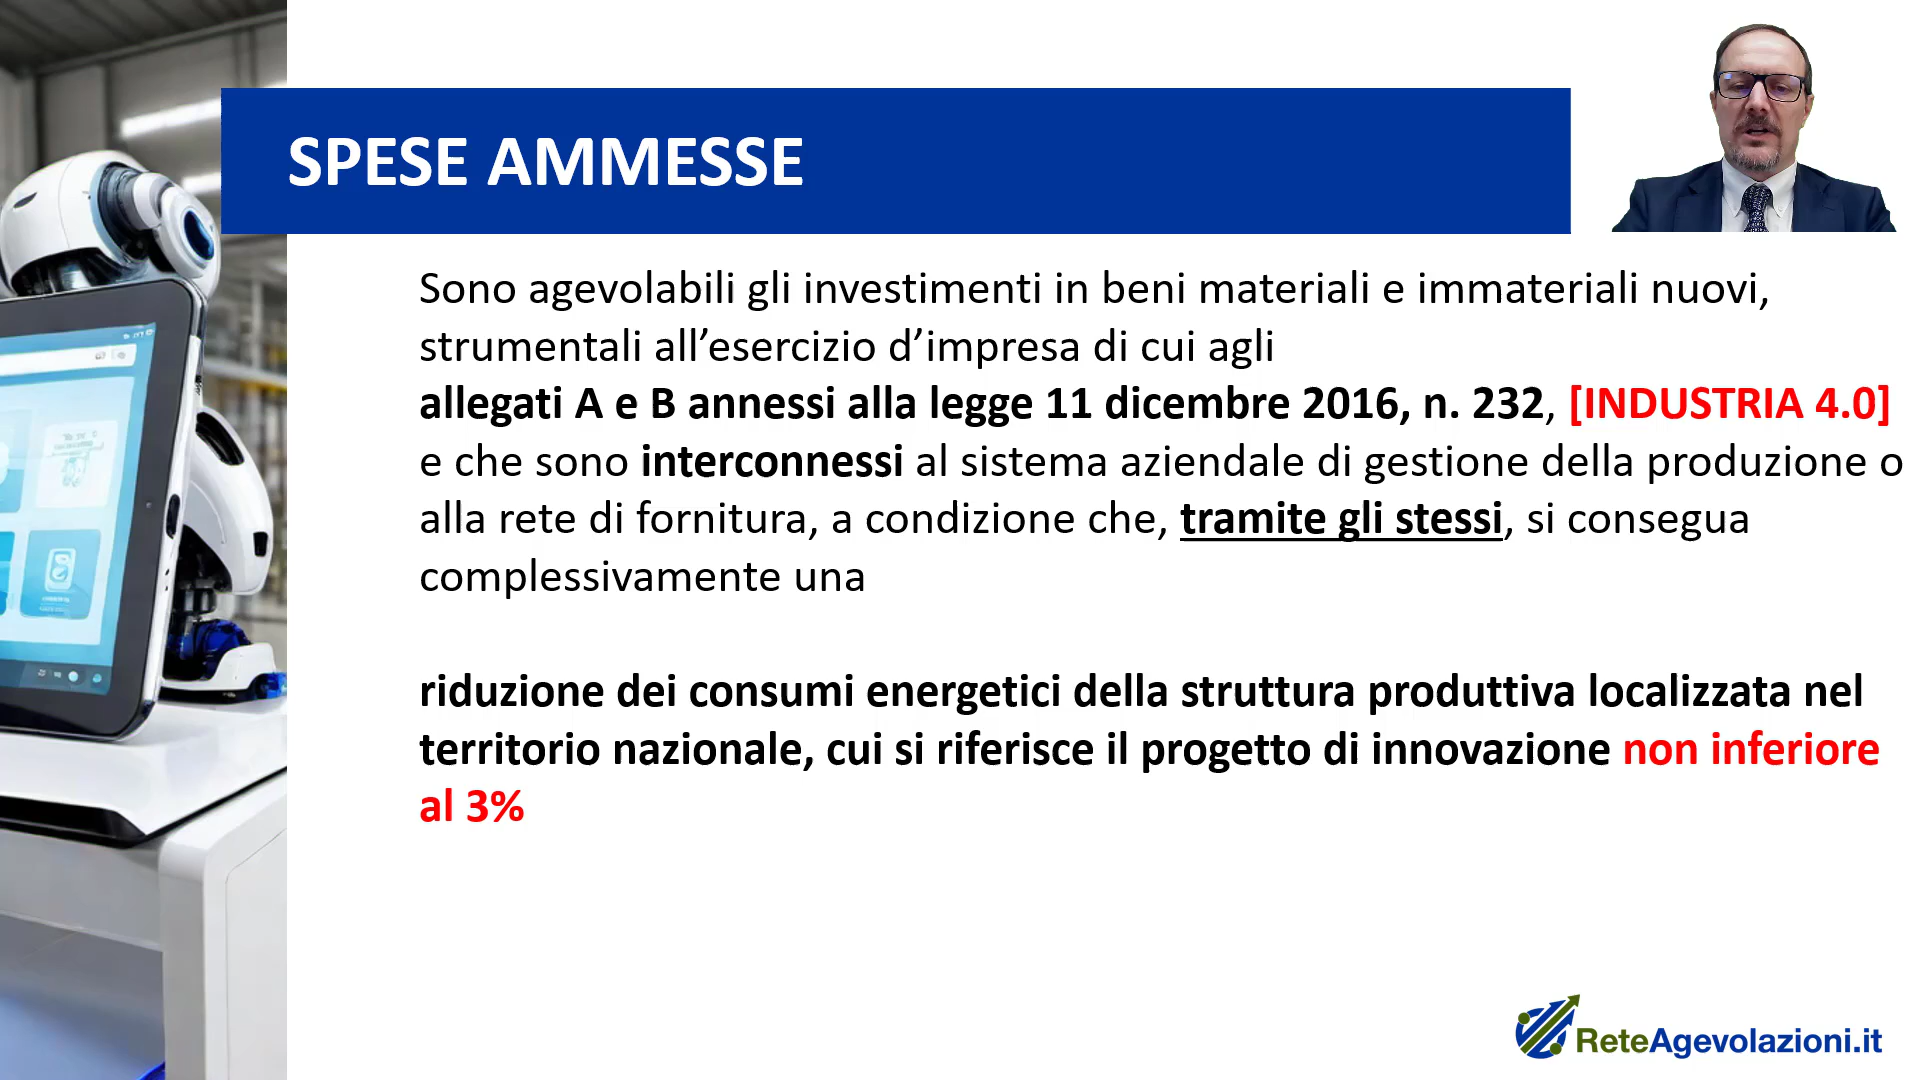 SPESE AMMESSE
Sono agevolabili gli investimenti in beni materiali e immateriali nuovi,
strumentali all’esercizio d’impresa di cui agli
allegati A e B annessi alla legge 11 dicembre 2016, n. 232, [INDUSTRIA 4.0]
e che sono interconnessi al sistema aziendale di gestione della produzione o
alla rete di fornitura, a condizione che, tramite gli stessi, si consegua
complessivamente una
riduzione dei consumi energetici della struttura produttiva localizzata nel
territorio nazionale, cui si riferisce il progetto di innovazione non inferiore
al 3%
ReteAgevolazioni.it